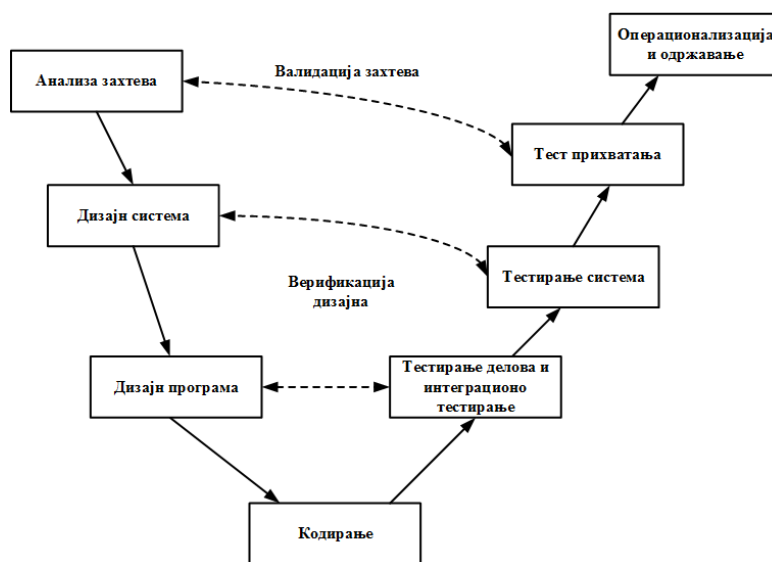 Операционализација
и одржавање
Валидација захтева
Анализа захтева
Тест прихватања
Дизајн система
Тестирање система
Верификација
дизајна
Дизајн програма
Тестирање делова и
интеграционо
тестирање
Кодирање